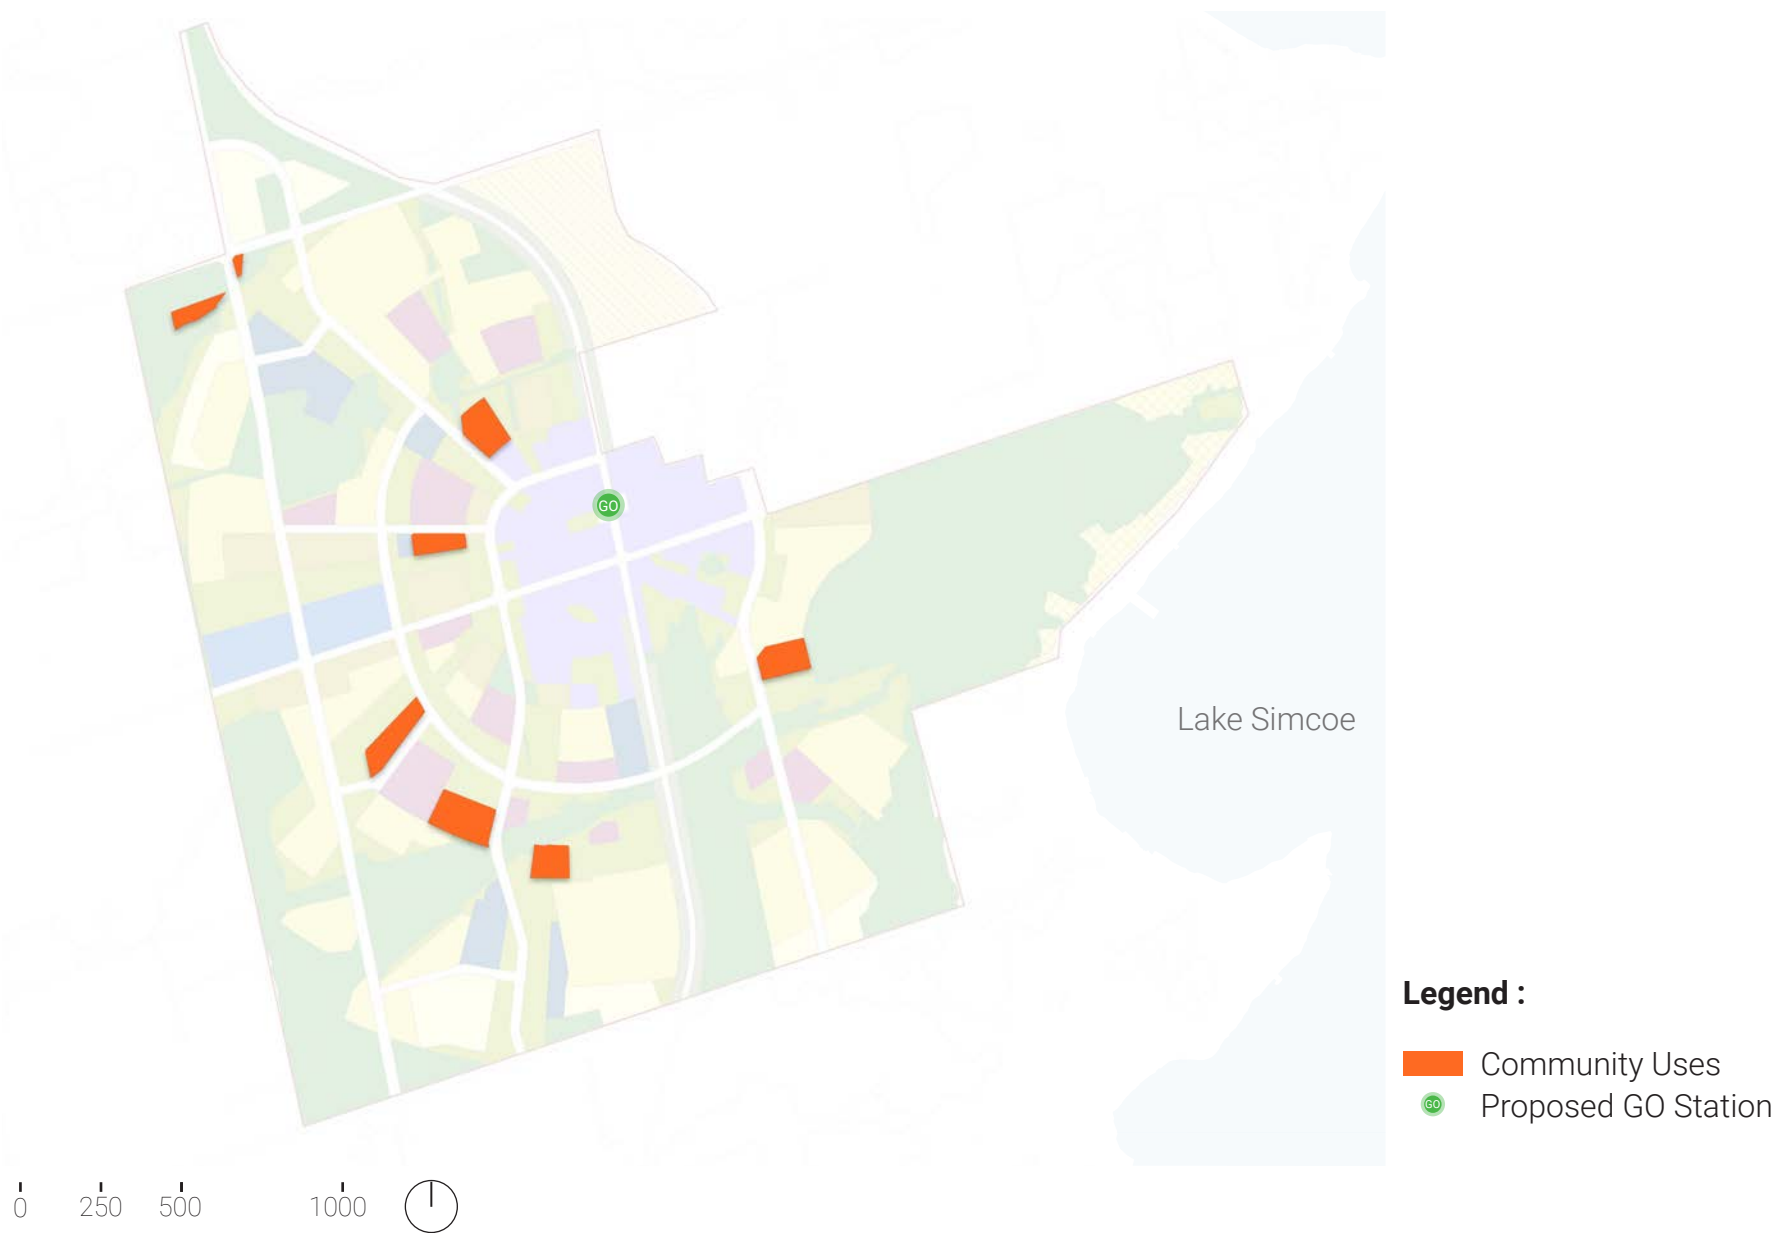 GO
Lake Simcoe
Legend :
Community Uses
GO Proposed GO Station
0 250 500 1000